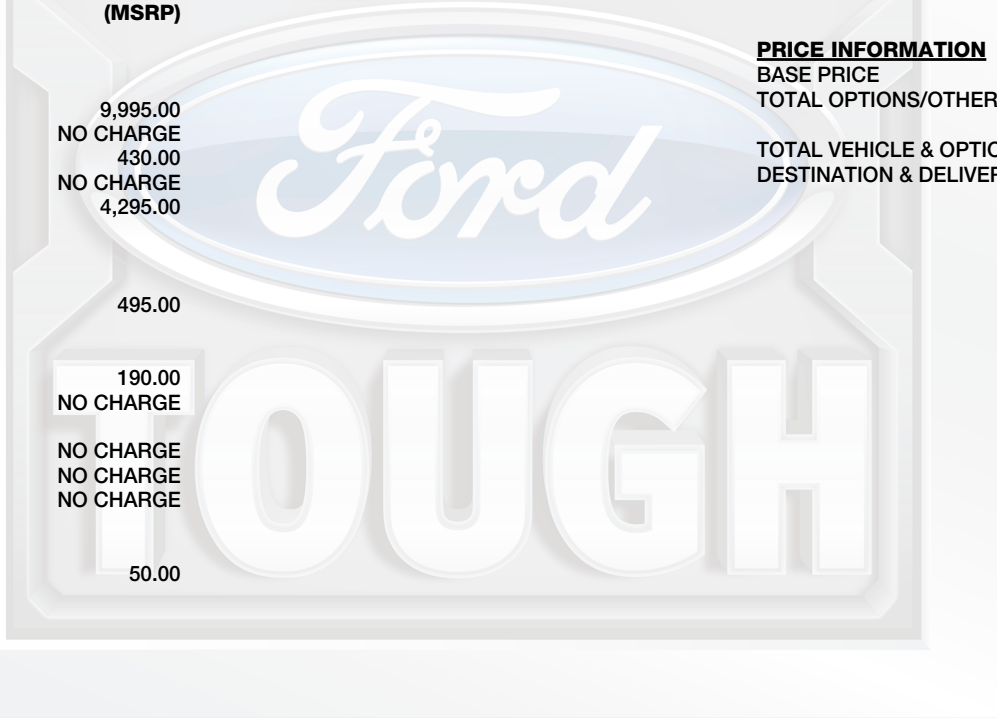 (MSRP)
9,995.00
NO CHARGE
430.00
NO CHARGE
4,295.00
495.00
190.00
NO CHARGE
NO CHARGE
NO CHARGE
NO CHARGE
50.00
PRICE INFORMATION
BASE PRICE
TOTAL OPTIONS/OTHER
TOTAL VEHICLE & OPTIO
DESTINATION & DELIVER
Ford
TOUGH